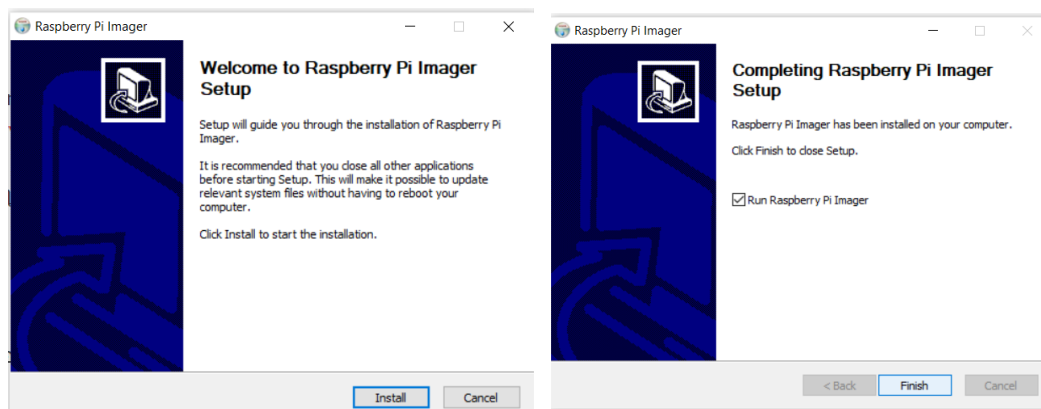 Raspberry Pi Imager
Welcome to Raspberry Pi Imager
Setup
Setup will guide you through the installation of Raspberry Pi
Imager.
It is recommended that you close all other applications
before starting Setup. This will make it possible to update
relevant system files without having to reboot your
computer.
Click Install to start the installation.
Install
Cancel
Raspberry Pi Imager
Completing Raspberry Pi Imager
Setup
Raspberry Pi Imager has been installed on your computer.
Click Finish to close Setup.
Run Raspberry Pi Imager
< Back
Finish
Cancel